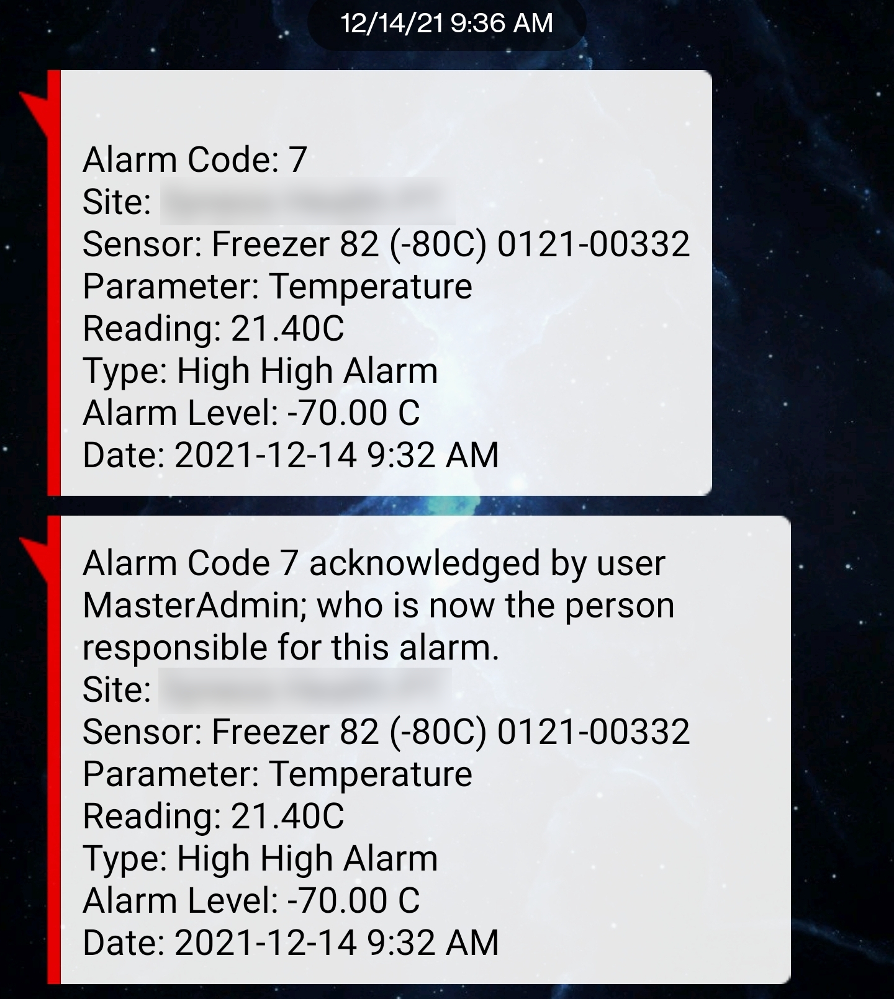 12/14/21 9:36 AM
Alarm Code: 7
Site:
Sensor: Freezer 82 (-80C) 0121-00332
Parameter: Temperature
Reading: 21.40C
Type: High High Alarm
Alarm Level: -70.00 C
Date: 2021-12-14 9:32 AM
Alarm Code 7 acknowledged by user
MasterAdmin; who is now the person
responsible for this alarm.
Site:
Sensor: Freezer 82 (-80C) 0121-00332
Parameter: Temperature
Reading: 21.40C
Type: High High Alarm
Alarm Level: -70.00 C
Date: 2021-12-14 9:32 AM